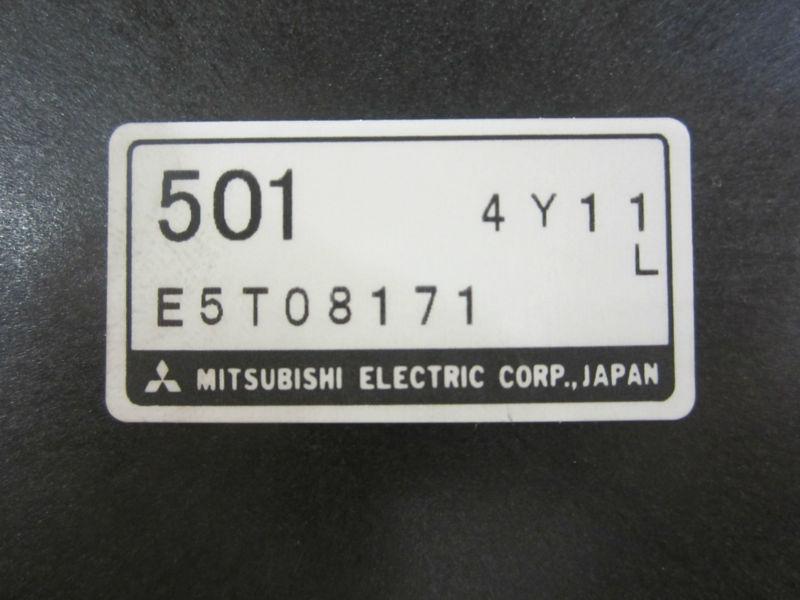 501 4Y11
L
E5T08171
MITSUBISHI ELECTRIC CORP., JAPAN